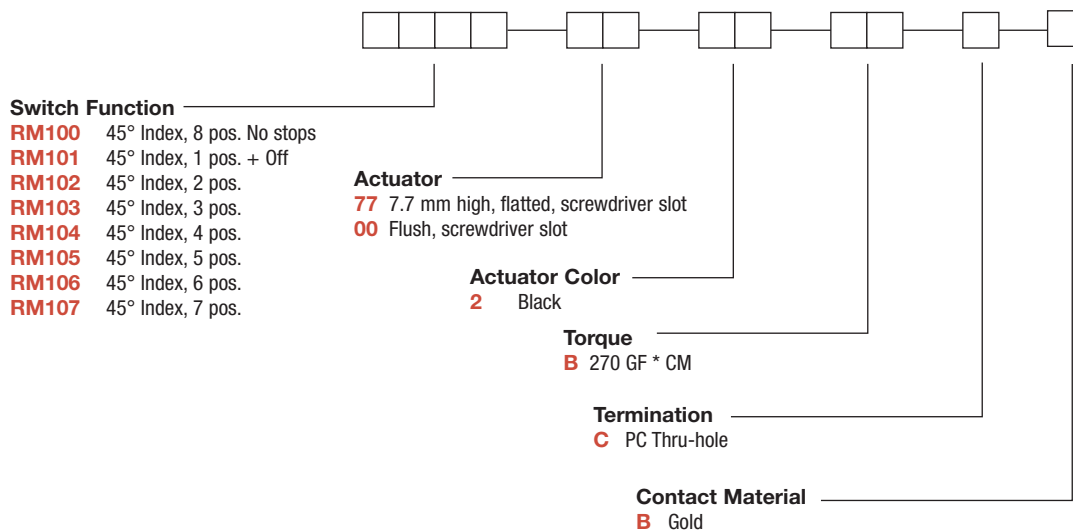 Switch Function
RM100 45° Index, 8 pos. No stops
RM101 45° Index, 1 pos. + Off
RM102 45° Index, 2 pos.
RM103 45° Index, 3 pos.
RM104 45° Index, 4 pos.
RM105 45° Index, 5 pos.
RM106 45° Index, 6 pos.
RM107 45° Index, 7 pos.
Actuator
77 7.7 mm high, flatted, screwdriver slot
00 Flush, screwdriver slot
Actuator Color
2 Black
Torque
B 270 GF * CM
Termination
C PC Thru-hole
Contact Material
B Gold